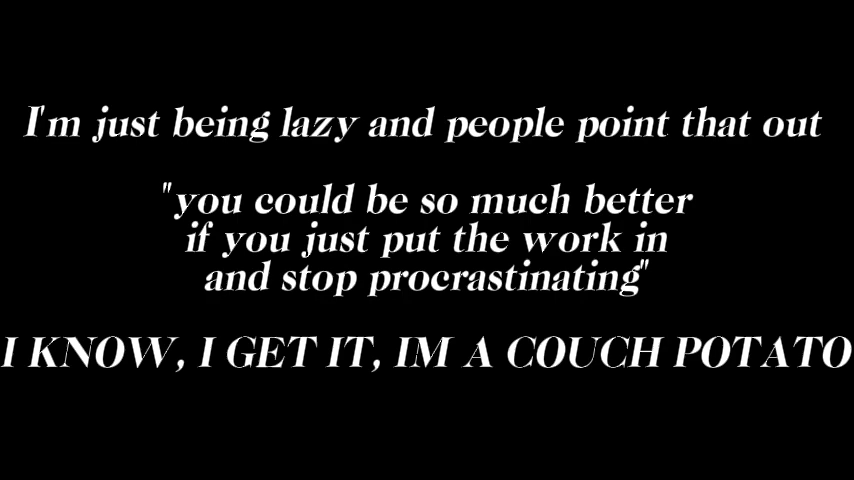 I'm just being lazy and people point that out
"you could be so much better
if you just put the work in
and stop procrastinating"
I KNOW, I GET IT, IM A COUCH POTATO